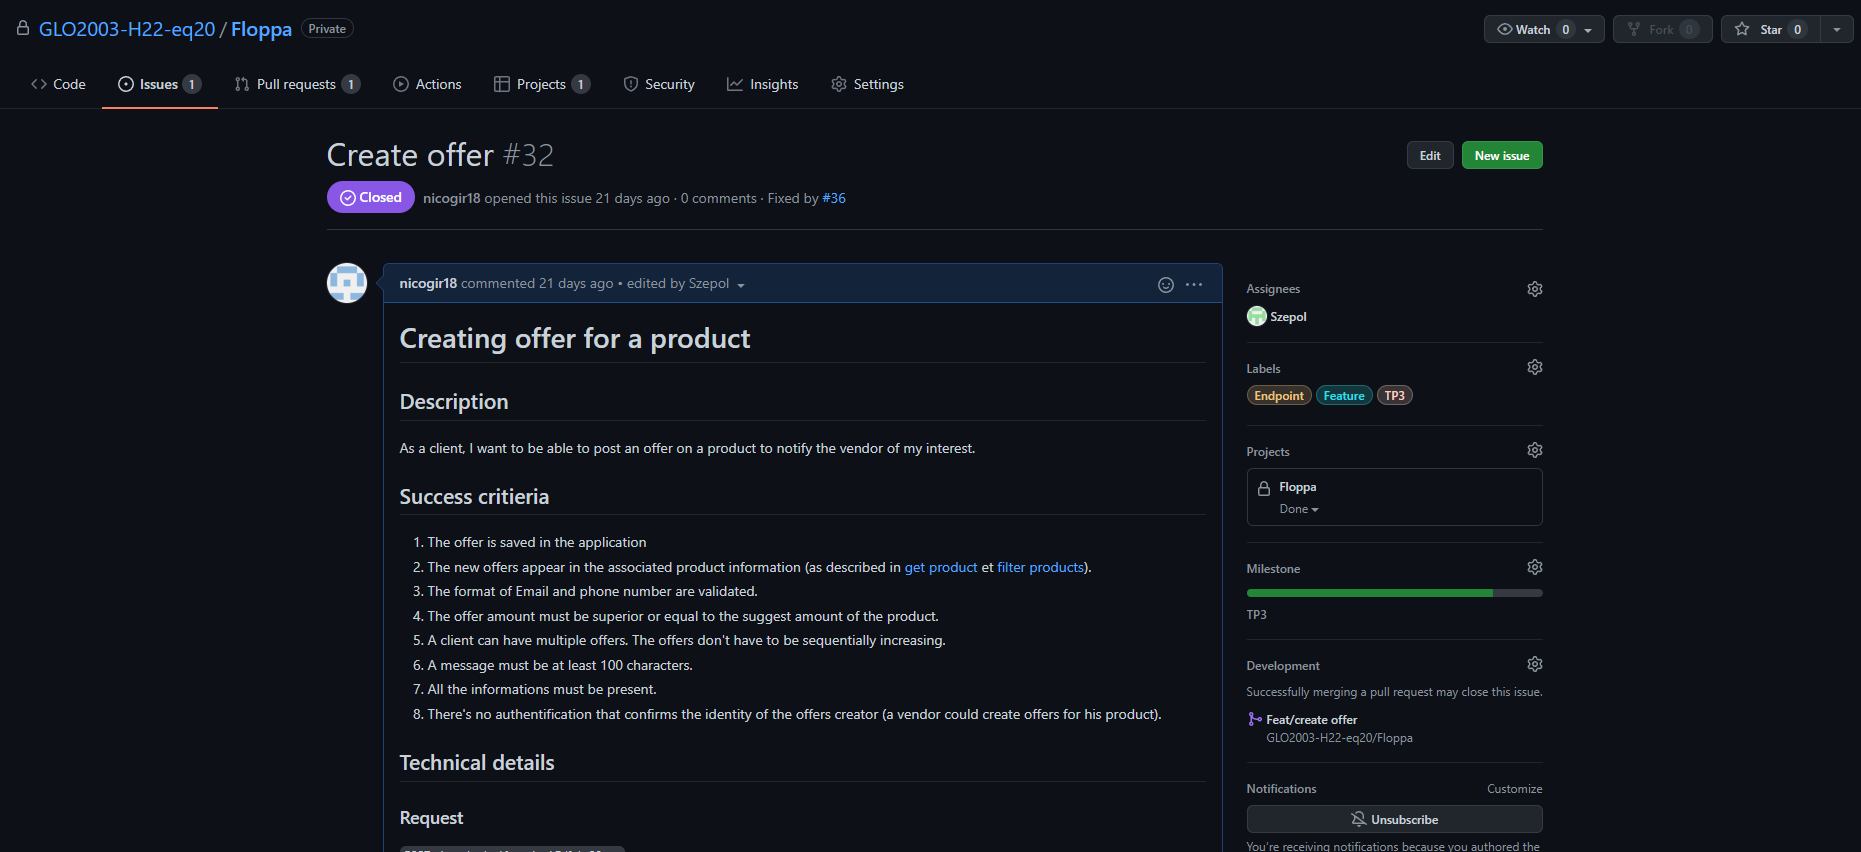 GLO2003-H22-eq20 / Floppa Private
Watch 0 Fork 0 Star 0
Code Issues 1 Pull requests 1 Actions Projects 1 Security Insights Settings
Create offer #32
Edit New issue
Closed nicogir18 opened this issue 21 days ago · 0 comments · Fixed by #36
nicogir18 commented 21 days ago • edited by Szepol
Creating offer for a product
Description
As a client, I want to be able to post an offer on a product to notify the vendor of my interest.
Success critieria
1. The offer is saved in the application
2. The new offers appear in the associated product information (as described in get product et filter products).
3. The format of Email and phone number are validated.
4. The offer amount must be superior or equal to the suggest amount of the product.
5. A client can have multiple offers. The offers don't have to be sequentially increasing.
6. A message must be at least 100 characters.
7. All the informations must be present.
8. There's no authentification that confirms the identity of the offers creator (a vendor could create offers for his product).
Technical details
Request
Assignees
Szepol
Labels
Endpoint Feature TP3
Projects
Floppa
Done
Milestone
TP3
Development
Successfully merging a pull request may close this issue.
Feat/create offer
GLO2003-H22-eq20/Floppa
Notifications Customize
Unsubscribe
You're receiving notifications because you authored the